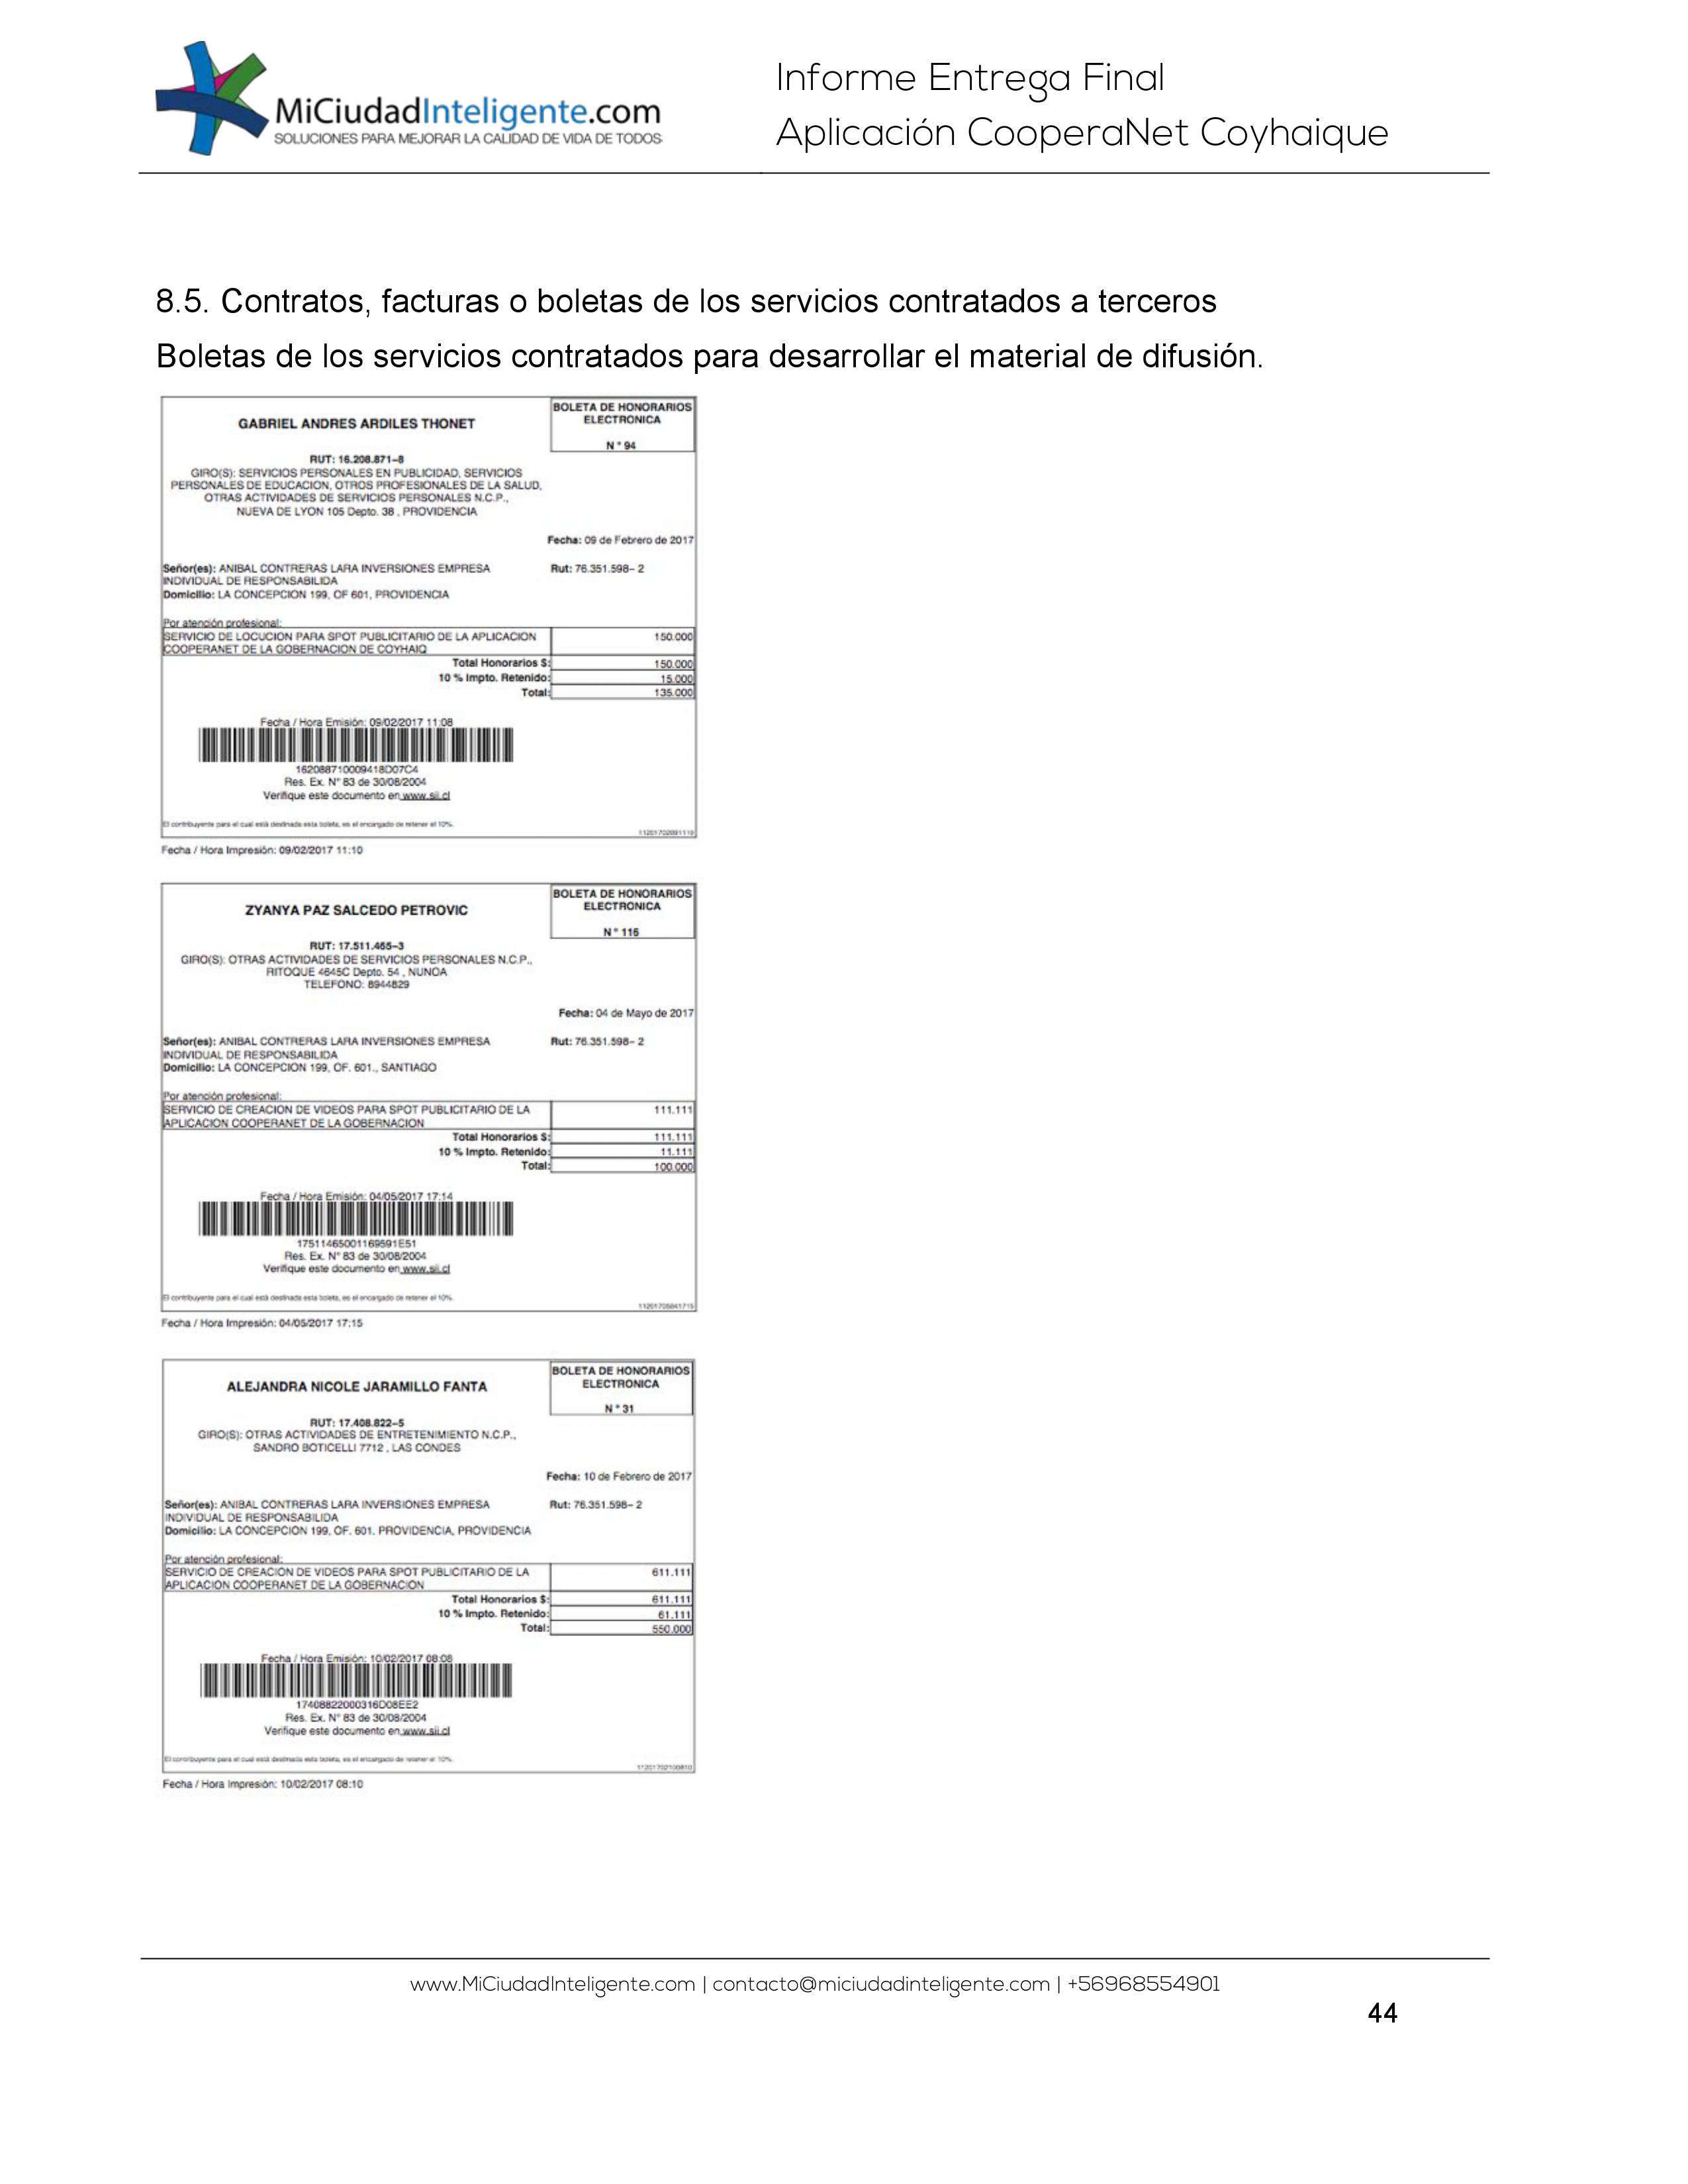 MiCiudadInteligente.com
SOLUCIONES PARA MEJORAR LA CALIDAD DE VIDA DE TODOS
Informe Entrega Final
Aplicación CooperaNet Coyhaique
8.5. Contratos, facturas o boletas de los servicios contratados a terceros
Boletas de los servicios contratados para desarrollar el material de difusión.
GABRIEL ANDRES ARDILES THONET
BOLETA DE HONORARIOS
ELECTRONICA
N ° 94
RUT: 16.208.871-8
GIRO(S): SERVICIOS PERSONALES EN PUBLICIDAD, SERVICIOS
PERSONALES DE EDUCACION, OTROS PROFESIONALES DE LA SALUD,
OTRAS ACTIVIDADES DE SERVICIOS PERSONALES N.C.P.,
NUEVA DE LYON 105 Depto. 38 , PROVIDENCIA
Fecha: 09 de Febrero de 2017
Señor(es): ANIBAL CONTRERAS LARA INVERSIONES EMPRESA Rut: 76.351.598- 2
INDIVIDUAL DE RESPONSABILIDA
Domicilio: LA CONCEPCION 199, OF 601, PROVIDENCIA
Por atención profesional:
SERVICIO DE LOCUCION PARA SPOT PUBLICITARIO DE LA APLICACION 150.000
COOPERANET DE LA GOBERNACION DE COYHAIQ
Total Honorarios $: 150.000
10 % Impto. Retenido: 15.000
Total: 135.000
Fecha / Hora Emisión: 09/02/2017 11:08
162088710009418D07C4
Res. Ex. N° 83 de 30/08/2004
Verifique este documento en www.sii.cl
El contribuyente para el cual está destinada esta boleta, es el encargado de retener el 10%.
Fecha / Hora Impresión: 09/02/2017 11:10
ZYANYA PAZ SALCEDO PETROVIC
BOLETA DE HONORARIOS
ELECTRONICA
N ° 116
RUT: 17.511.465-3
GIRO(S): OTRAS ACTIVIDADES DE SERVICIOS PERSONALES N.C.P.,
RITOQUE 4645C Depto. 54 , NUNOA
TELEFONO: 8944829
Fecha: 04 de Mayo de 2017
Señor(es): ANIBAL CONTRERAS LARA INVERSIONES EMPRESA Rut: 76.351.598- 2
INDIVIDUAL DE RESPONSABILIDA
Domicilio: LA CONCEPCION 199, OF. 601., SANTIAGO
Por atención profesional:
SERVICIO DE CREACION DE VIDEOS PARA SPOT PUBLICITARIO DE LA 111.111
APLICACION COOPERANET DE LA GOBERNACION
Total Honorarios $: 111.111
10 % Impto. Retenido: 11.111
Total: 100.000
Fecha / Hora Emisión: 04/05/2017 17:14
17511465001169591E51
Res. Ex. N° 83 de 30/08/2004
Verifique este documento en www.sii.cl
El contribuyente para el cual está destinada esta boleta, es el encargado de retener el 10%.
Fecha / Hora Impresión: 04/05/2017 17:15
ALEJANDRA NICOLE JARAMILLO FANTA
BOLETA DE HONORARIOS
ELECTRONICA
N ° 31
RUT: 17.408.822-5
GIRO(S): OTRAS ACTIVIDADES DE ENTRETENIMIENTO N.C.P.,
SANDRO BOTICELLI 7712 , LAS CONDES
Fecha: 10 de Febrero de 2017
Señor(es): ANIBAL CONTRERAS LARA INVERSIONES EMPRESA Rut: 76.351.598- 2
INDIVIDUAL DE RESPONSABILIDA
Domicilio: LA CONCEPCION 199, OF. 601. PROVIDENCIA, PROVIDENCIA
Por atención profesional:
SERVICIO DE CREACION DE VIDEOS PARA SPOT PUBLICITARIO DE LA 611.111
APLICACION COOPERANET DE LA GOBERNACION
Total Honorarios $: 611.111
10 % Impto. Retenido: 61.111
Total: 550.000
Fecha / Hora Emisión: 10/02/2017 08:08
17408822000316D08EE2
Res. Ex. N° 83 de 30/08/2004
Verifique este documento en www.sii.cl
El contribuyente para el cual está destinada esta boleta, es el encargado de retener el 10%.
Fecha / Hora Impresión: 10/02/2017 08:10
www.MiCiudadInteligente.com | contacto@miciudadinteligente.com | +56968554901
44